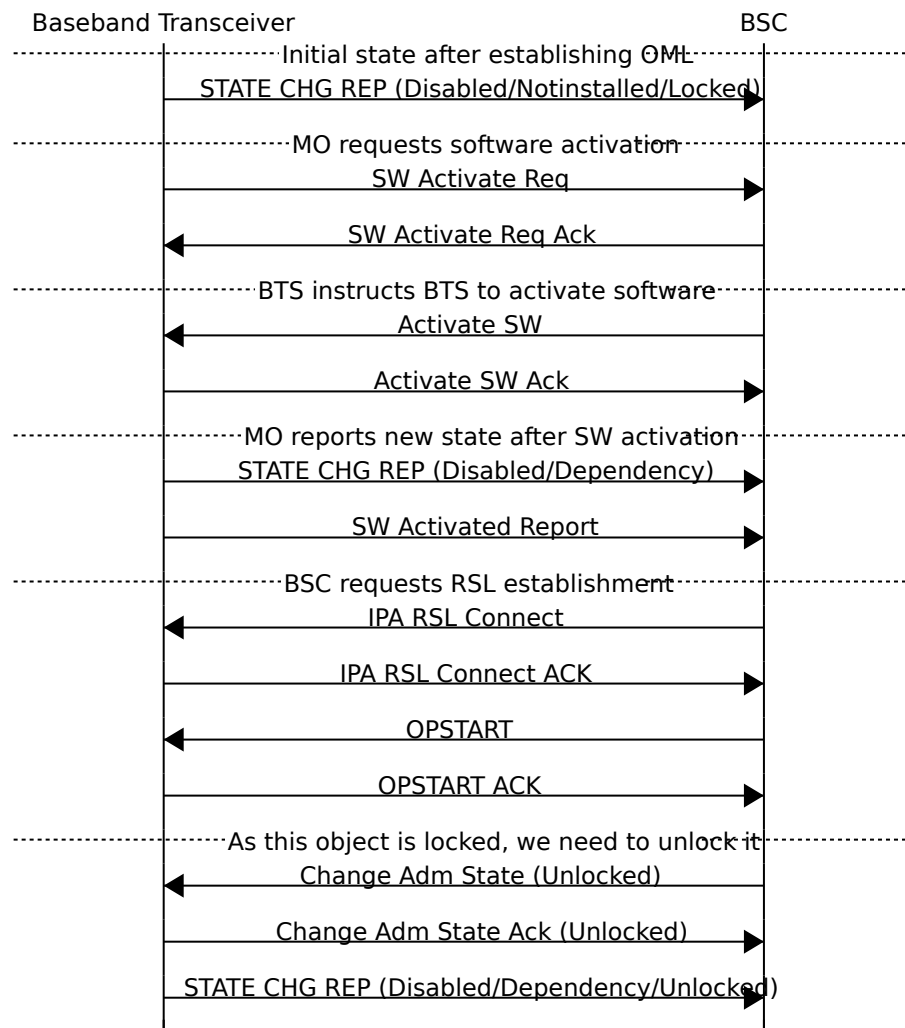 Baseband Transceiver BSC
Initial state after establishing OML
STATE CHG REP (Disabled/Notinstalled/Locked)
MO requests software activation
SW Activate Req
SW Activate Req Ack
BTS instructs BTS to activate software
Activate SW
Activate SW Ack
MO reports new state after SW activation
STATE CHG REP (Disabled/Dependency)
SW Activated Report
BSC requests RSL establishment
IPA RSL Connect
IPA RSL Connect ACK
OPSTART
OPSTART ACK
As this object is locked, we need to unlock it
Change Adm State (Unlocked)
Change Adm State Ack (Unlocked)
STATE CHG REP (Disabled/Dependency/Unlocked)